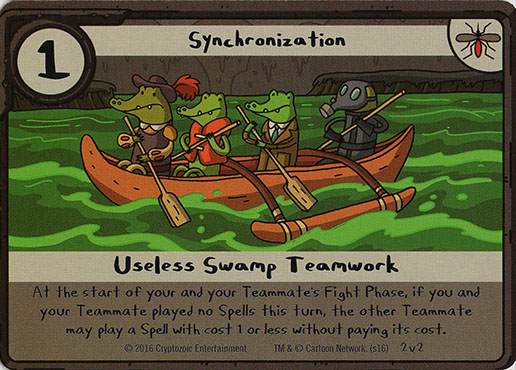 1
Synchronization
Useless Swamp Teamwork
At the start of your and your Teammate's Fight Phase, if you and
your Teammate played no Spells this turn, the other Teammate
may play a Spell with cost 1 or less without paying its cost.
© 2016 Cryptozoic Entertainment TM & © Cartoon Network. (s16) 2v2